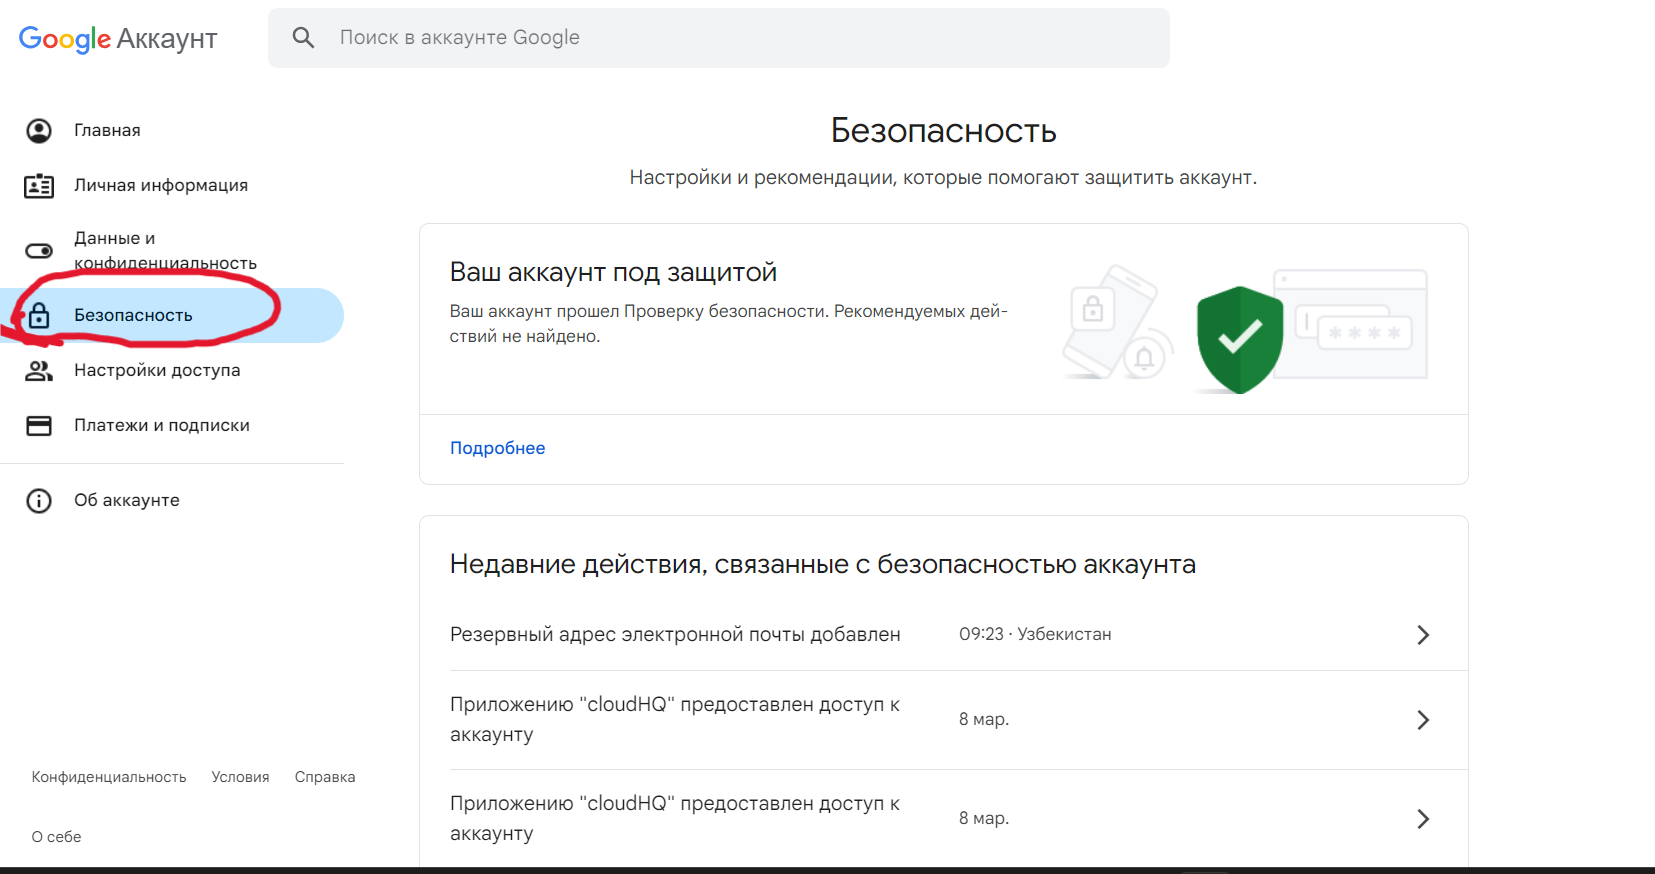 Google Аккаунт
Поиск в аккаунте Google
Главная
Личная информация
Данные и
конфиденциальность
Безопасность
Настройки доступа
Платежи и подписки
Об аккаунте
Конфиденциальность Условия Справка
О себе
Безопасность
Настройки и рекомендации, которые помогают защитить аккаунт.
Ваш аккаунт под защитой
Ваш аккаунт прошел Проверку безопасности. Рекомендуемых дей-
ствий не найдено.
****
Подробнее
Недавние действия, связанные с безопасностью аккаунта
Резервный адрес электронной почты добавлен 09:23 · Узбекистан
Приложению "cloudHQ" предоставлен доступ к
аккаунту
8 мар.
Приложению "cloudHQ" предоставлен доступ к
аккаунту
8 мар.